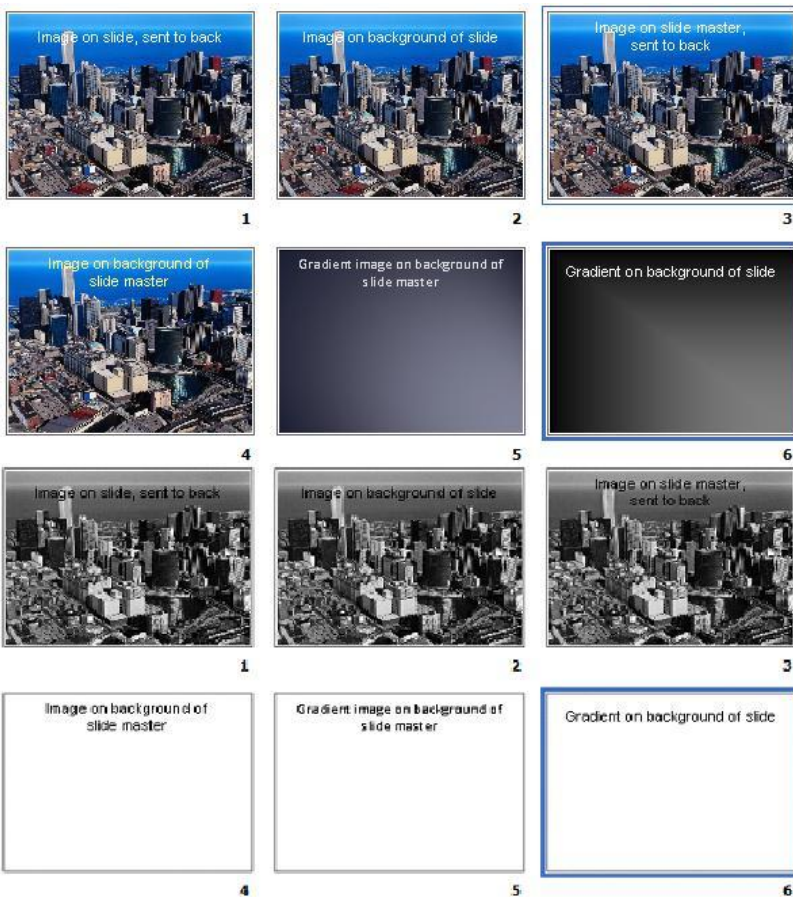 Image on slide, sent to back
Image on background of slide
Image on slide master,
sent to back
1
2
3
Image on background of
slide master
Gradient image on background of
slide master
Gradient on background of slide
4
5
6
Image on slide, sent to back
Image on background of slide
Image on slide master,
sent to back
1
2
3
Image on background of
slide master
Gradient image on background of
slide master
Gradient on background of slide
4
5
6